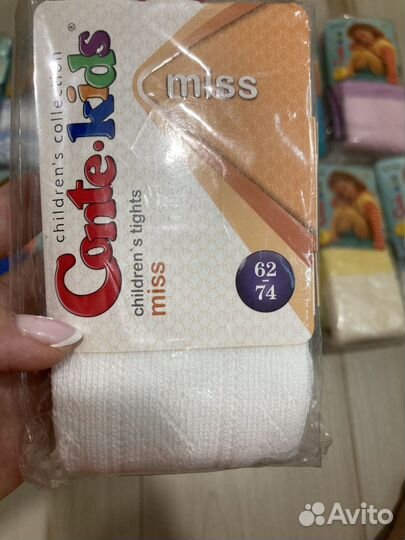 children's collection
Conte·kids®
children`s tights
miss
miss
62-74
Avito